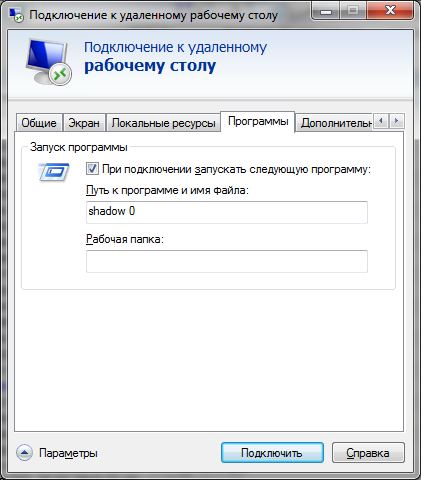 Подключение к удаленному рабочему столу
Подключение к удаленному
рабочему столу
Общие Экран Локальные ресурсы Программы Дополнительн
Запуск программы
При подключении запускать следующую программу:
Путь к программе и имя файла:
shadow 0
Рабочая папка:
Параметры Подключить Справка